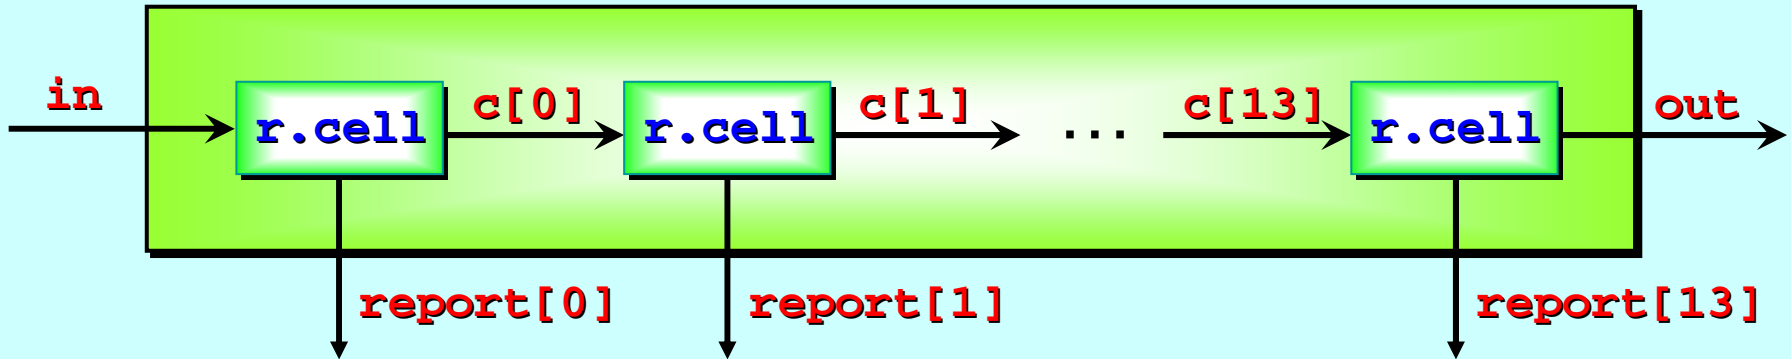 in
r.cell
c[0]
r.cell
c[1]
...
c[13]
r.cell
out
report[0]
report[1]
report[13]